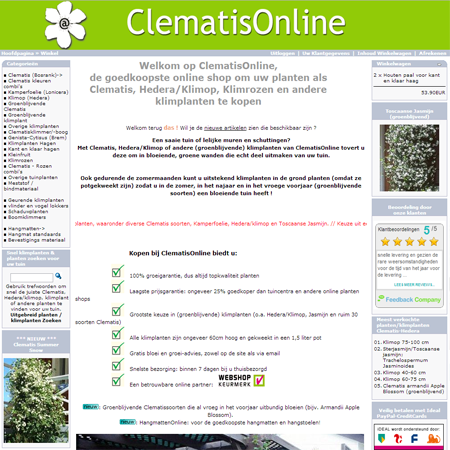 ClematisOnline
Hoofdpagina » Winkel
Uitloggen | Uw Klantgegevens | Inhoud Winkelwagen | Afrekenen
Categorieën
Clematis (Bosrank)->
Clematis kleuren combi's
Kamperfoelie (Lonicera)
Klimop (Hedera)
Groenblijvende Clematis
Groenblijvende klimplant
Overige klimplanten
Clematisklimmer/-boog
Genista-Cytisus (Brem)
Klimplanten Hagen
Kant en klaar hagen
Kleinfruit
Klimrozen
Clematis - Rozen combi's
Overige tuinplanten
Meststof / bindmateriaal
Geurende klimplanten
vlinder en vogel lokkers
Schaduwplanten
Boomklimmers
Hangmatten->
Hangmat standaards
Bevestigings materiaal
Snel klimplanten & planten zoeken voor uw tuin
Gebruik trefwoorden om snel de juiste Clematis, Hedera/klimop, klimplant of andere planten te vinden voor uw tuin.
Uitgebreid planten / klimplanten Zoeken
*** NIEUW ***
Clematis Summer Snow
Welkom op ClematisOnline,
de goedkoopste online shop om uw planten als
Clematis, Hedera/Klimop, Klimrozen en andere
klimplanten te kopen
Welkom terug ! Wil je de nieuwe artikelen zien die beschikbaar zijn ?
Een saaie tuin of lelijke muren en schuttingen?
Met Clematis, Hedera/Klimop of andere (groenblijvende) klimplanten van ClematisOnline tovert u
deze om in bloeiende, groene wanden die echt deel uitmaken van uw tuin.
Ook gedurende de zomermaanden kunt u uitstekend klimplanten in de grond planten (omdat ze
potgekweekt zijn) zodat u in de zomer, in het najaar en in het vroege voorjaar (groenblijvende
soorten) een bloeiende tuin heeft !
planten, waaronder diverse Clematis soorten, Kamperfoelie, Hedera/klimop en Toscaanse Jasmijn. // Keuze uit
Kopen bij ClematisOnline biedt u:
100% groeigarantie, dus altijd topkwaliteit planten
Laagste prijsgarantie: ongeveer 25% goedkoper dan tuincentra en andere online planten
shops
Grootste keuze in (groenblijvende) klimplanten (o.a. Hedera/Klimop, Jasmijn en ruim 30
soorten Clematis)
Alle klimplanten zijn ongeveer 60cm hoog en gekweekt in een 1,5 liter pot
Gratis bloei en groei-advies, zowel op de site als via email
Snelste bezorging: binnen 7 dagen bij u thuisbezorgd
Een betrouwbare online partner: WEBSHOP KEURMERK
Nieuw: Groenblijvende Clematissoorten die al vroeg in het voorjaar uitbundig bloeien (bijv. Armandii Apple
Blossom).
Nieuw: HangmattenOnline: voor de goedkoopste hangmatten en hangstoelen!
Winkelwagen
2 x Houten paal voor kant en klaar haag
53.90EUR
Toscaanse Jasmijn (groenblijvend)
Beoordeling door onze klanten
Klantbeoordelingen 5/5
snelle levering en gezien de rare weersomstandigheden voor de tijd van het jaar voor de levering ...
LEES MEER REVIEWS..
Feedback Company
Meest verkochte planten/klimplanten Clematis Hedera
01. Klimop 75-100 cm
02. Sterjasmijn/Toscaanse jasmijn: Trachelospermum Jasminoides
03. Klimop 40-60 cm
04. Klimop 60-75 cm
05. Clematis armandii Apple Blossom (groenblijvend)
Veilig betalen met Ideal PayPal-CreditCards
iDEAL wordt ondersteund door: